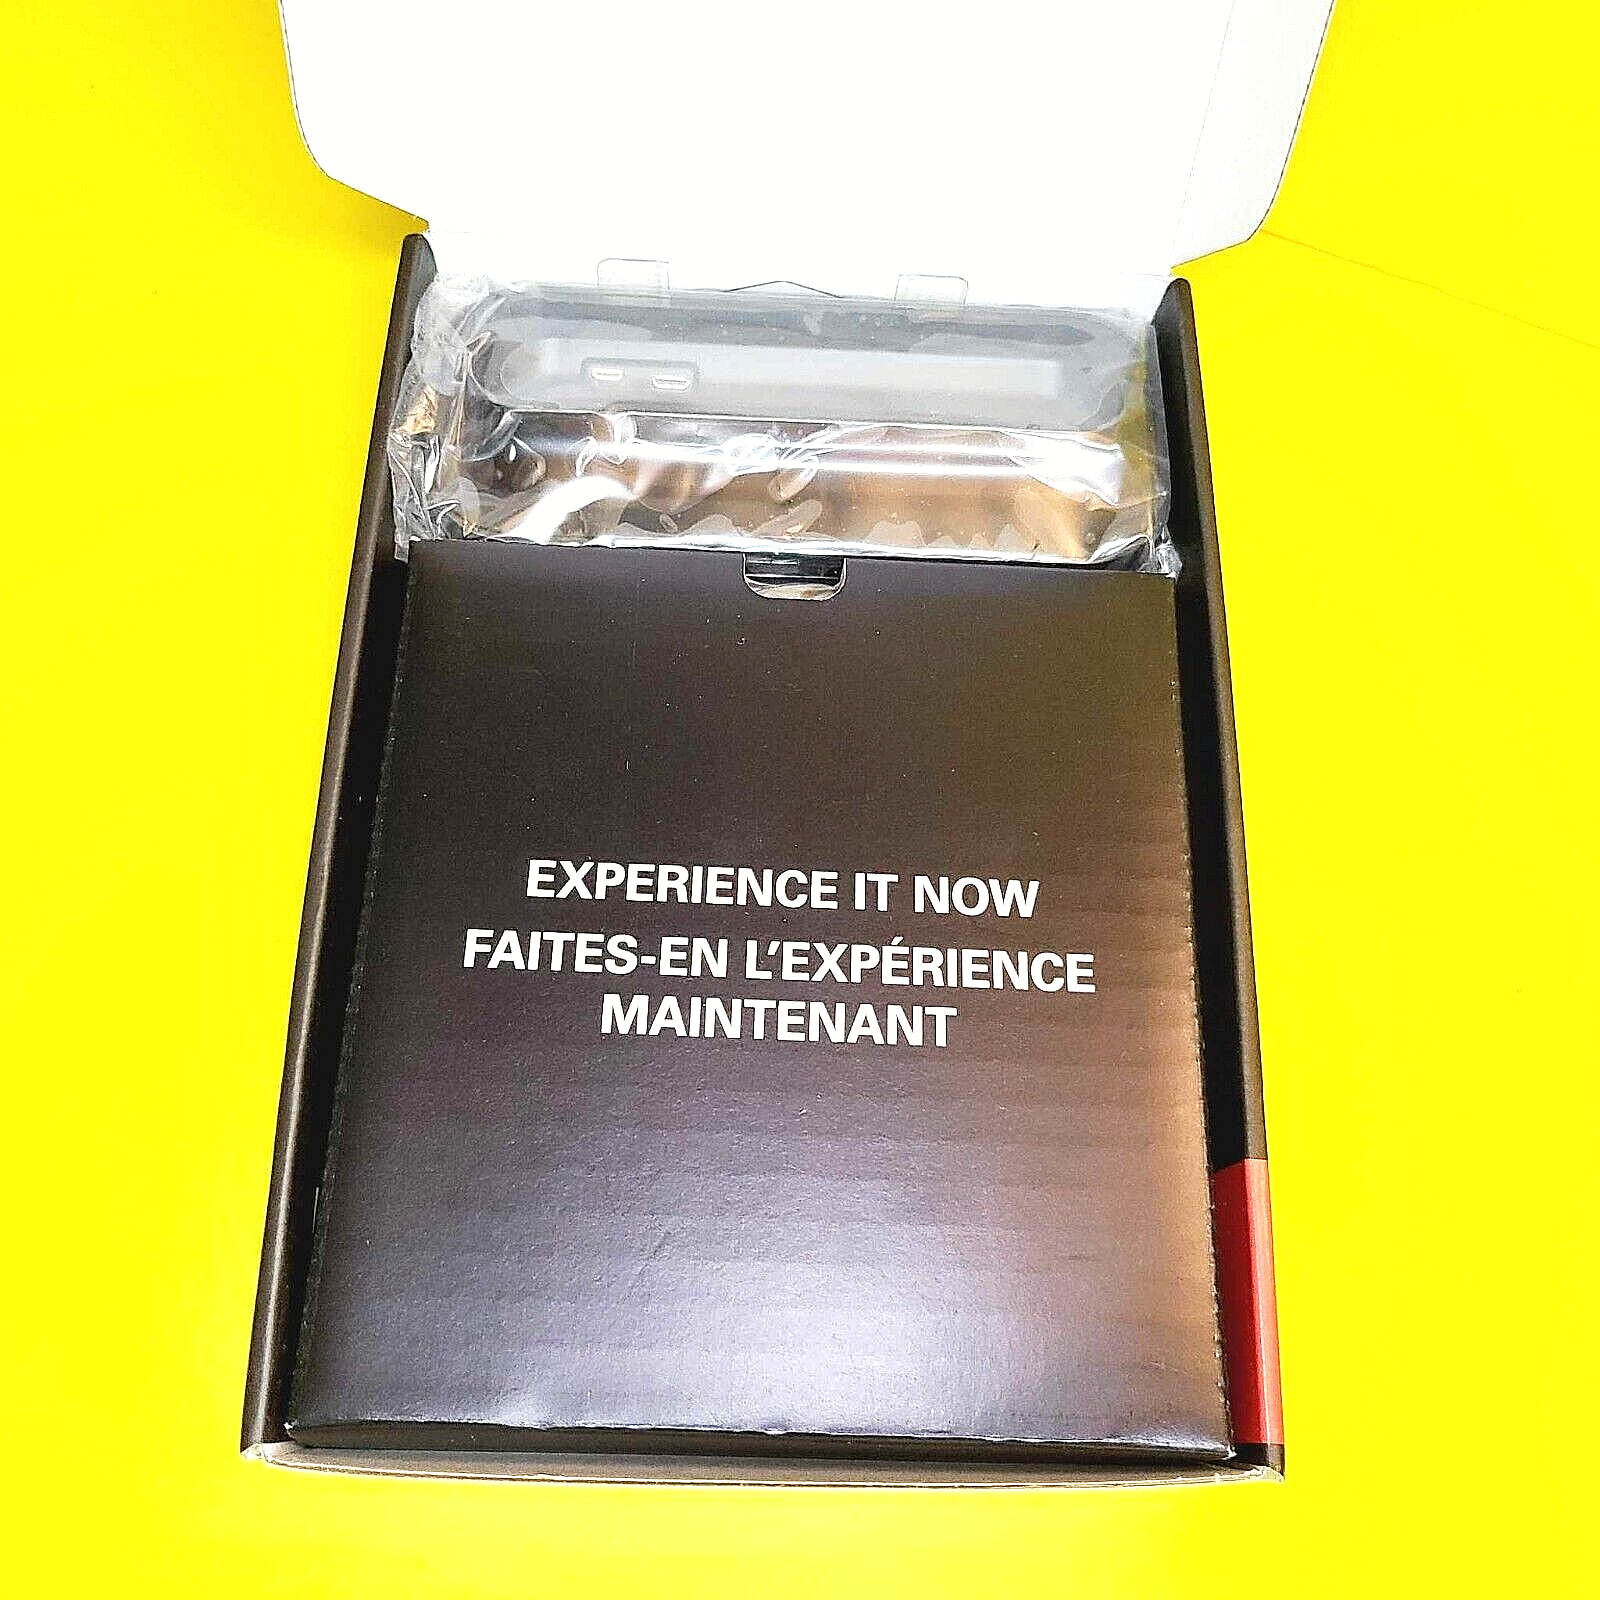 EXPERIENCE IT NOW
FAITES-EN L'EXPÉRIENCE
MAINTENANT